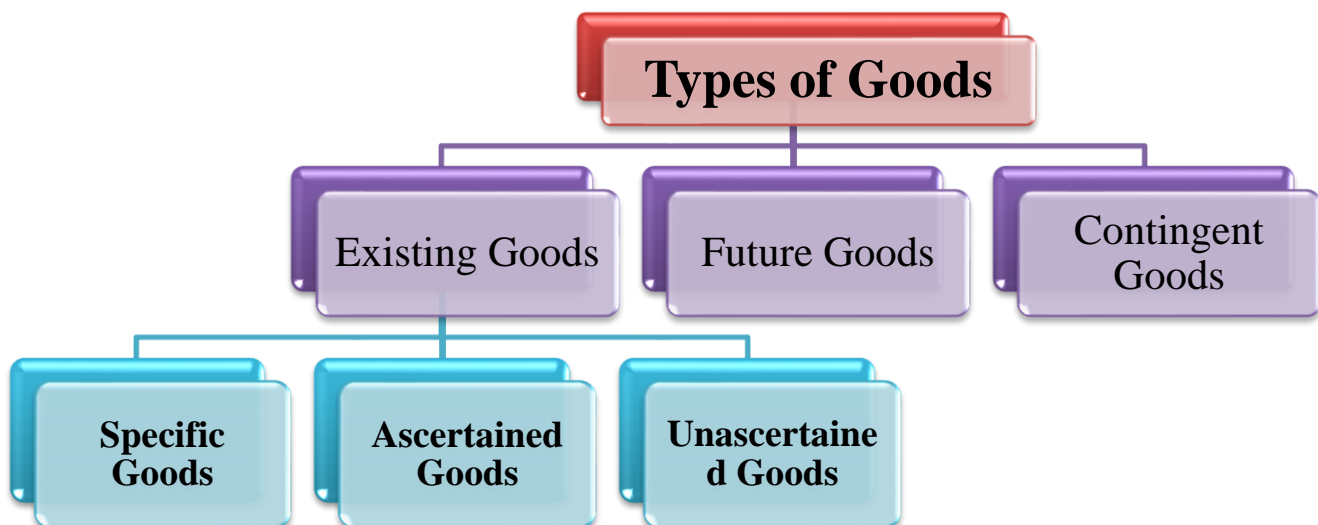 Types of Goods
Existing Goods
Future Goods
Contingent
Goods
Specific
Goods
Ascertained
Goods
Unascertaine
d Goods